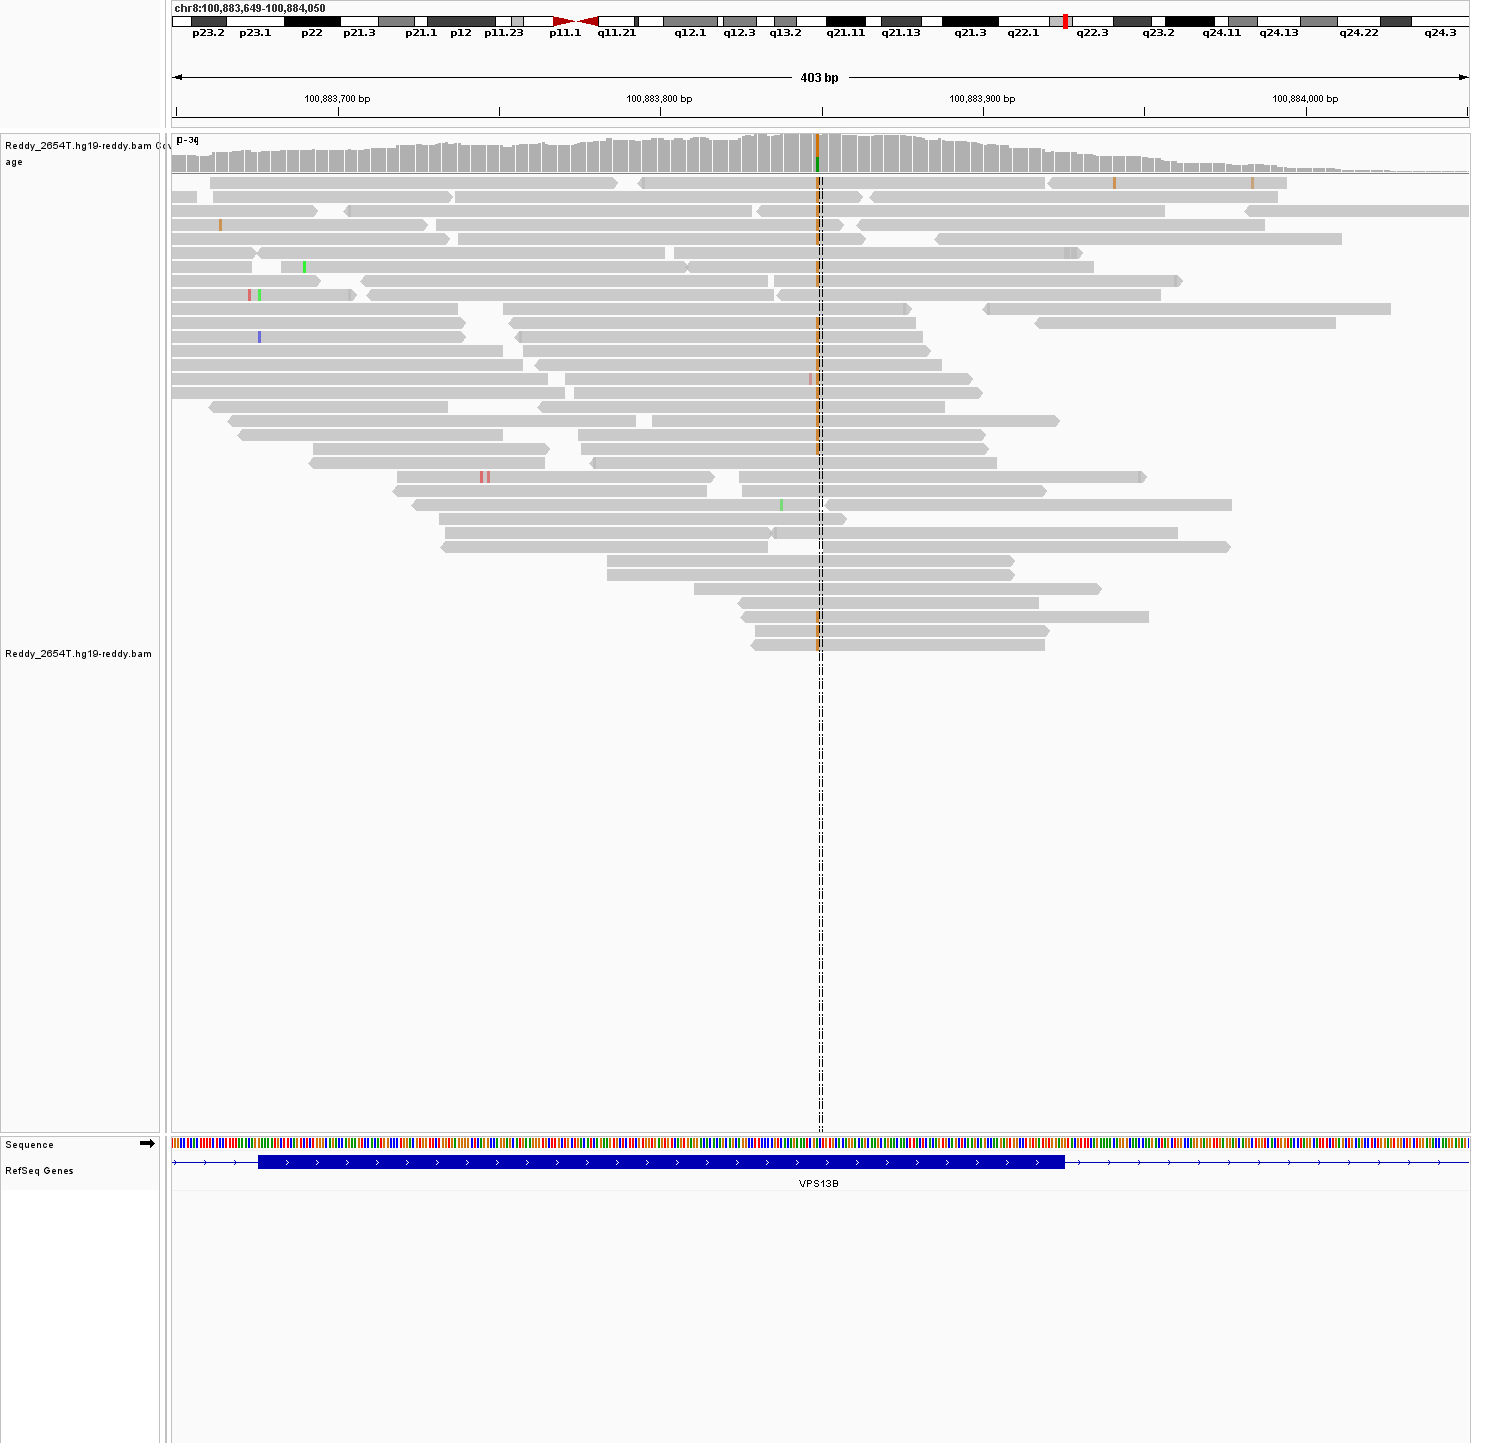 chr8:100,883,649-100,884,050
p23.2 p23.1 p22 p21.3 p21.1 p12 p11.23 p11.1 q11.21 q12.1 q12.3 q13.2 q21.11 q21.13 q21.3 q22.1 q22.3 q23.2 q24.11 q24.13 q24.22 q24.3
403 bp
100,883,700 bp 100,883,800 bp 100,883,900 bp 100,884,000 bp
Reddy_2654T.hg19-reddy.bam Cov
age
[0-34]
Reddy_2654T.hg19-reddy.bam
Sequence
RefSeq Genes
VPS13B